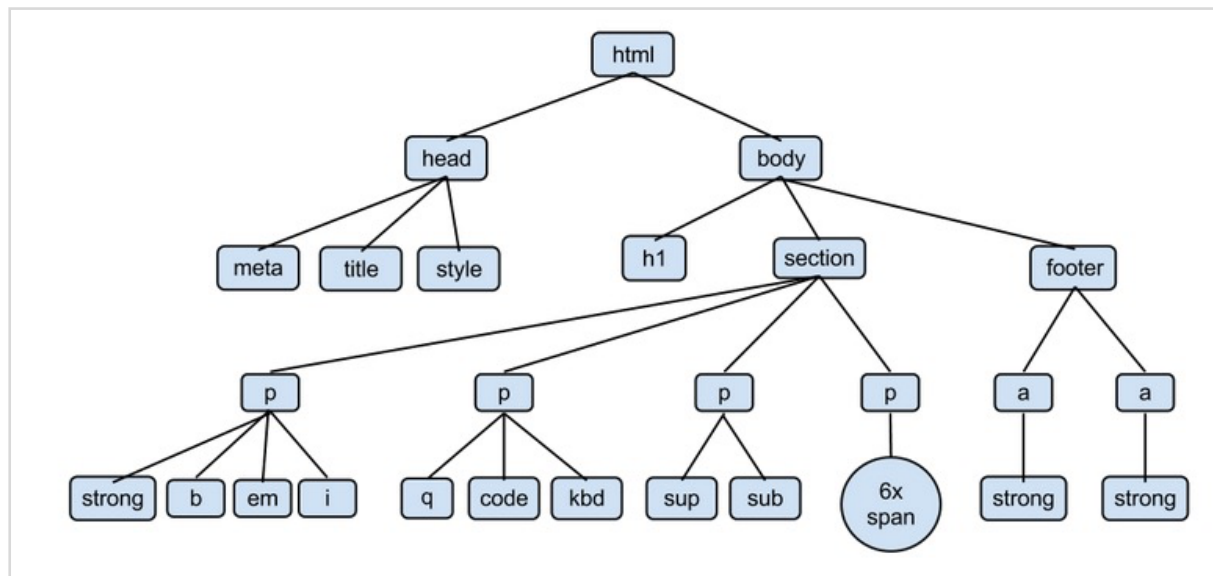 html
head
body
meta
title
style
h1
section
footer
p
p
p
p
a
a
strong
b
em
i
q
code
kbd
sup
sub
6x
span
strong
strong